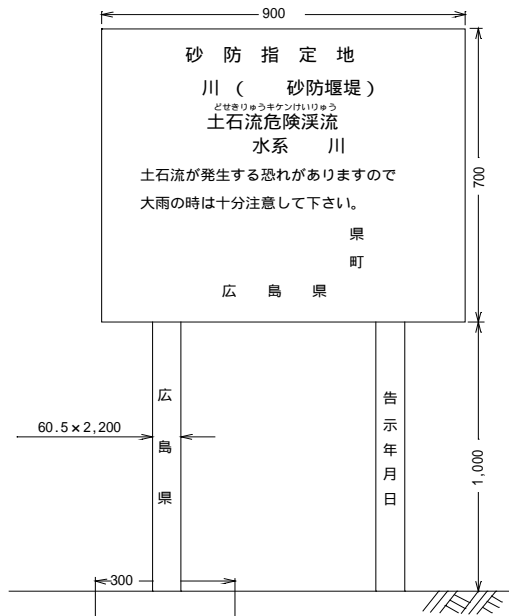 900
砂 防 指 定 地
川 ( 砂防堰堤 )
どせきりゅうキケンけいりゅう
土石流危険渓流
水系 川
土石流が発生する恐れがありますので
大雨の時は十分注意して下さい。
県
町
広 島 県
700
60.5×2,200
広島県
告示年月日
1,000
300